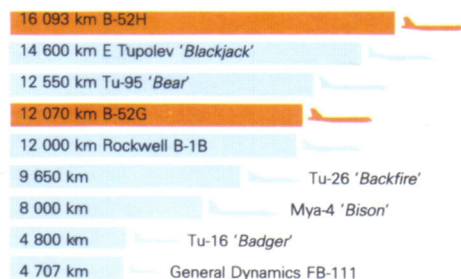 16 093 km B-52H
14 600 km E Tupolev 'Blackjack'
12 550 km Tu-95 'Bear'
12 070 km B-52G
12 000 km Rockwell B-1B
9 650 km Tu-26 'Backfire'
8 000 km Mya-4 'Bison'
4 800 km Tu-16 'Badger'
4 707 km General Dynamics FB-111